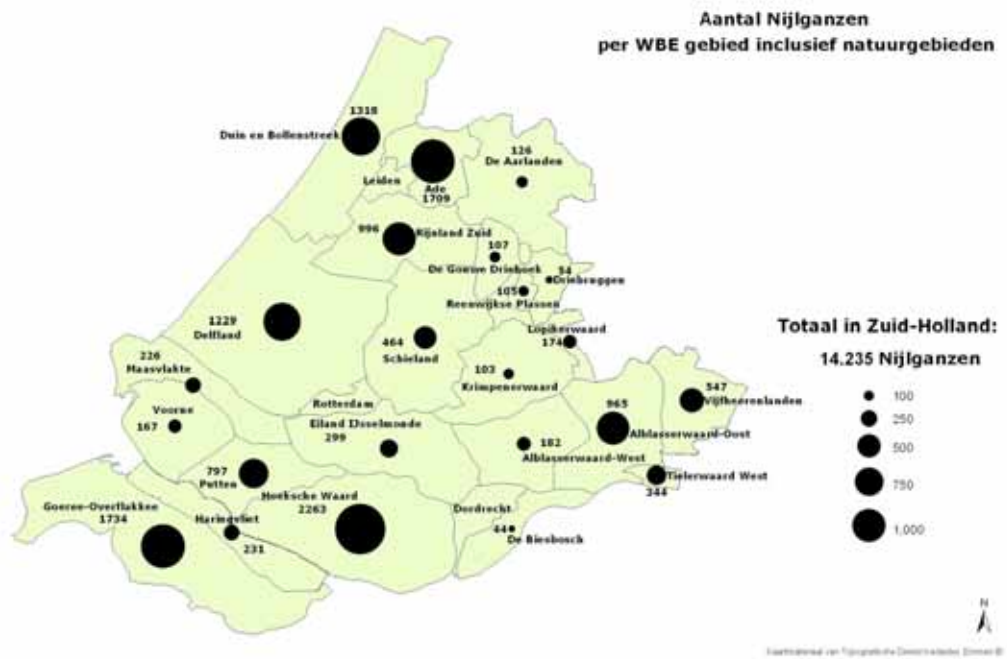 Aantal Nijlganzen
per WBE gebied inclusief natuurgebieden
1318
Duin en Bollenstreek
126
De Aarlanden
Leiden
Ade
1709
996
Rijnland Zuid
107
De Gouwe Driehoek
54
Driebruggen
105
Reeuwijkse Plassen
1229
Delfland
Lopikerwaard
174
464
Schieland
Totaal in Zuid-Holland:
14.235 Nijlganzen
226
Maasvlakte
103
Krimpenerwaard
547
Vijfheerenlanden
100
Voorne
167
Rotterdam
965
250
Eiland IJsselmonde
299
Alblasserwaard-Oost
182
Alblasserwaard-West
500
797
Putten
Tielerwaard West
344
750
Hoeksche Waard
2263
Goeree-Overflakkee
1734
Haringvliet
231
Dordrecht
44
De Biesbosch
1,000
N